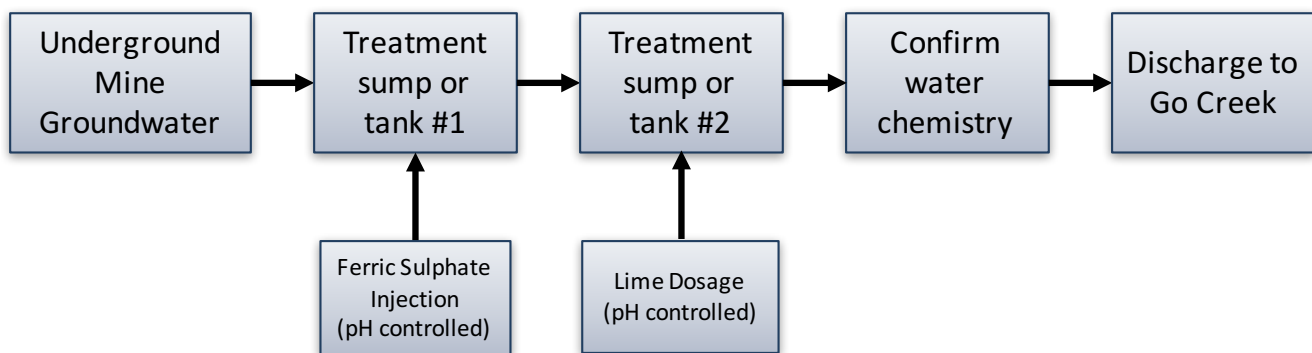 Underground
Mine
Groundwater
Treatment
sump or
tank #1
Treatment
sump or
tank #2
Confirm
water
chemistry
Discharge to
Go Creek
Ferric Sulphate
Injection
(pH controlled)
Lime Dosage
(pH controlled)